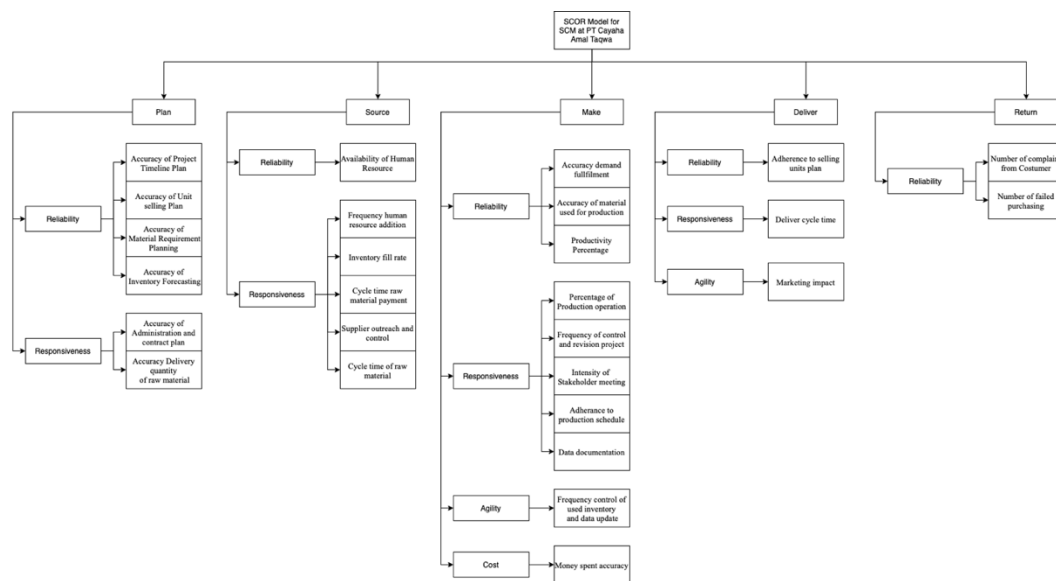 SCOR Model for
SCM at PT Cayaha
Amal Taqwa
Plan
Reliability
Accuracy of Project
Timeline Plan
Accuracy of Unit
selling Plan
Accuracy of
Material Requirement
Planning
Accuracy of
Inventory Forecasting
Responsiveness
Accuracy of
Administration and
contract plan
Accuracy Delivery
quantity
of raw material
Source
Reliability
Availability of Human
Resource
Responsiveness
Frequency human
resource addition
Inventory fill rate
Cycle time raw
material payment
Supplier outreach and
control
Cycle time of raw
material
Make
Reliability
Accuracy demand
fullfilment
Accuracy of material
used for production
Productivity
Percentage
Responsiveness
Percentage of
Production operation
Frequency of control
and revision project
Intensity of
Stakeholder meeting
Adherance to
production schedule
Data documentation
Agility
Frequency control of
used inventory
and data update
Cost
Money spent accuracy
Deliver
Reliability
Adherence to selling
units plan
Responsiveness
Deliver cycle time
Agility
Marketing impact
Return
Reliability
Number of complain
from Costumer
Number of failed
purchasing